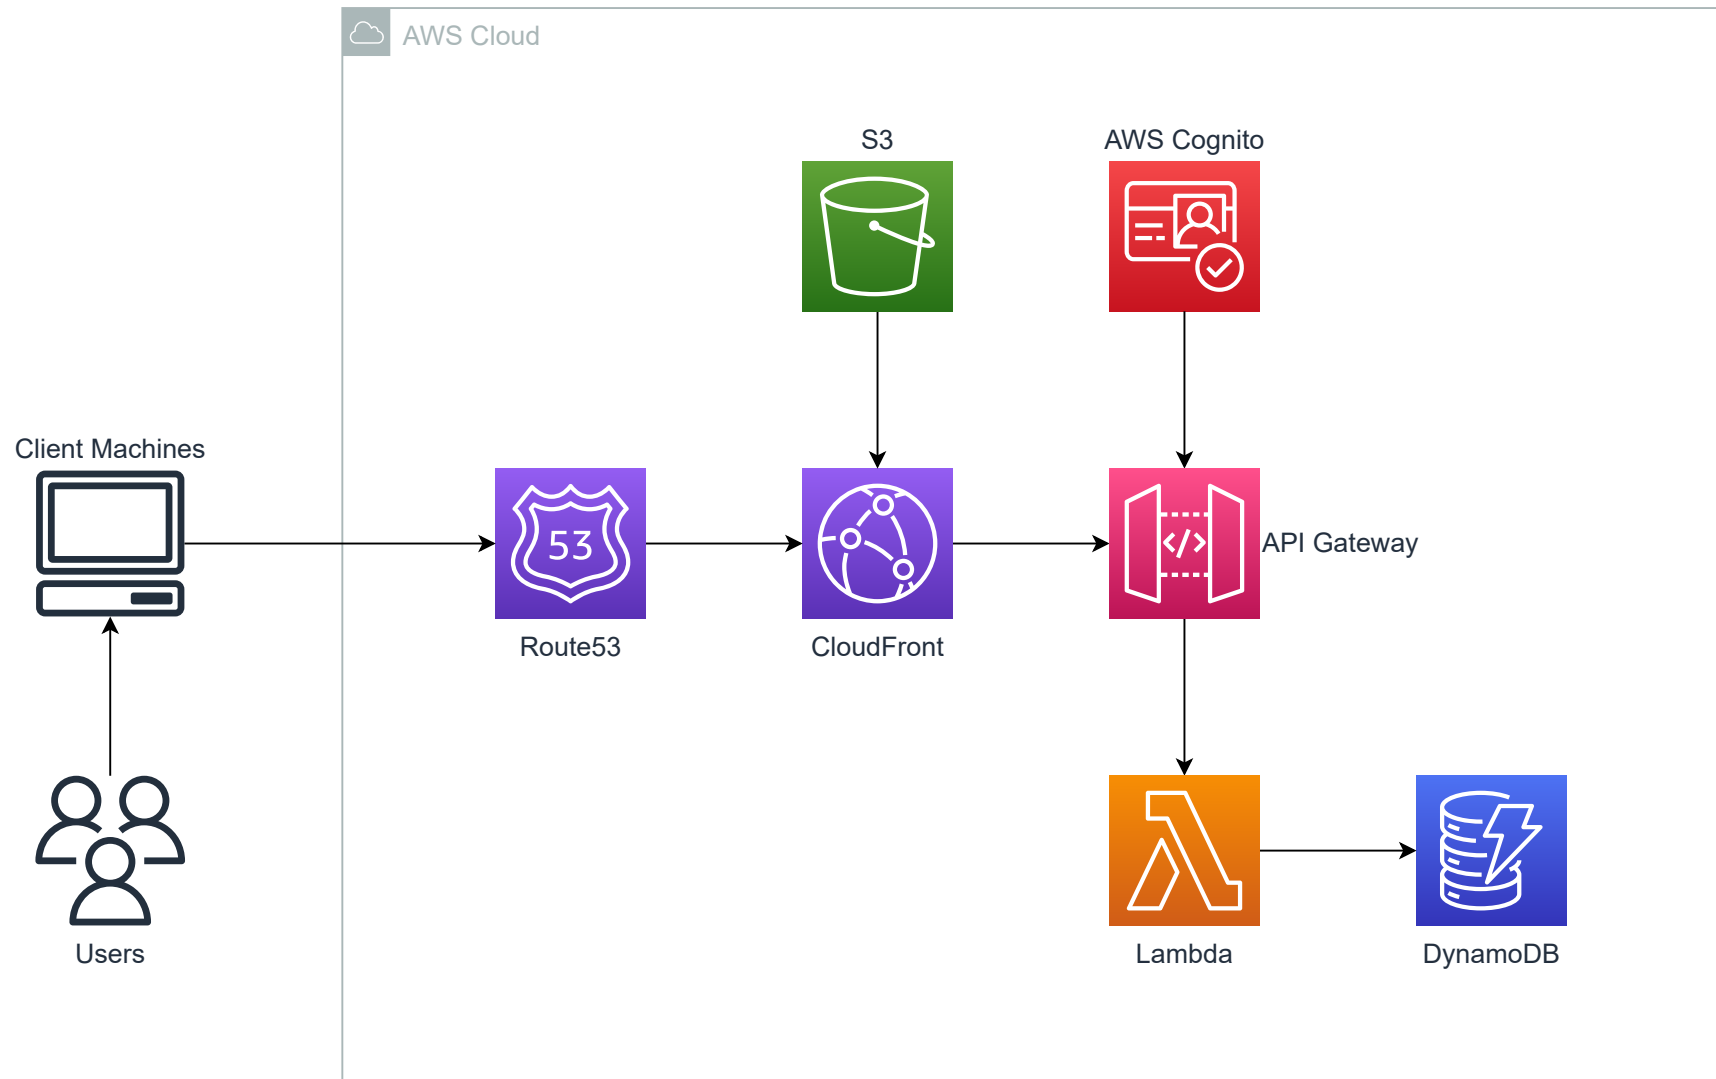 AWS Cloud
S3
AWS Cognito
Client Machines
53
API Gateway
Route53
CloudFront
</>
Users
Lambda
DynamoDB